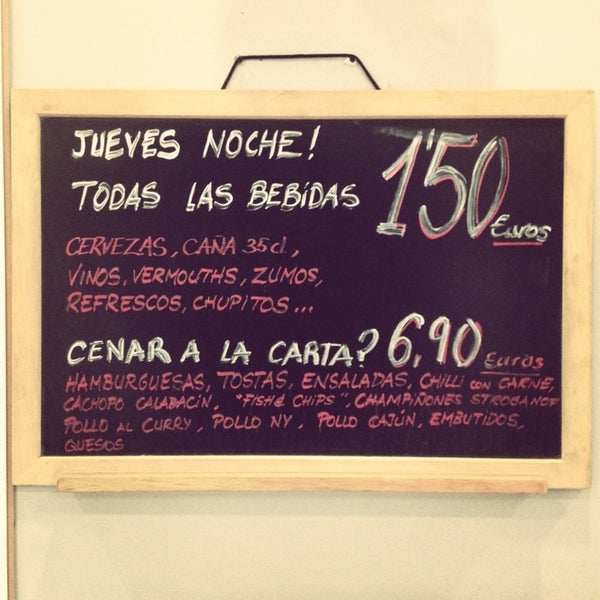 JUEVES NOCHE!
TODAS LAS BEBIDAS 1'50 Euros
CERVEZAS, CAÑA 35cl,
VINOS, VERMOUTHS, ZUMOS,
REFRESCOS, CHUPITOS...
CENAR A LA CARTA? 6,90 Euros
HAMBURGUESAS, TOSTAS, ENSALADAS, CHILLI con CARNE,
CACHOPO CALABACÍN, "FISH & CHIPS", CHAMPIÑONES STROBANOF
POLLO AL CURRY, POLLO NY, POLLO CAJÚN, EMBUTIDOS,
QUESOS